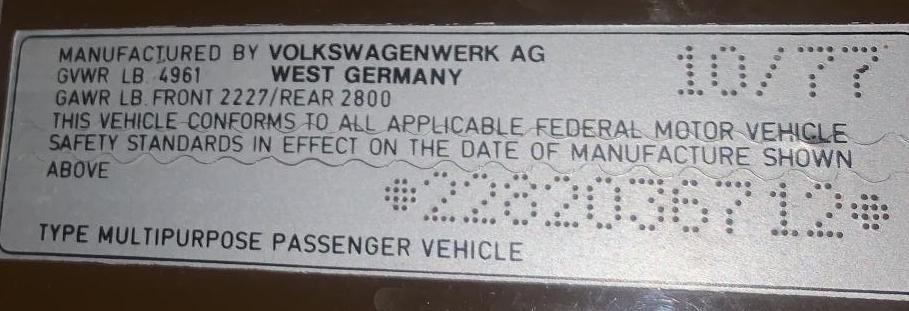 MANUFACTURED BY VOLKSWAGENWERK AG 10/77
GVWR LB. 4961 WEST GERMANY
GAWR LB. FRONT 2227/REAR 2800
THIS VEHICLE CONFORMS TO ALL APPLICABLE FEDERAL MOTOR VEHICLE
SAFETY STANDARDS IN EFFECT ON THE DATE OF MANUFACTURE SHOWN
ABOVE
2282036712
TYPE MULTIPURPOSE PASSENGER VEHICLE